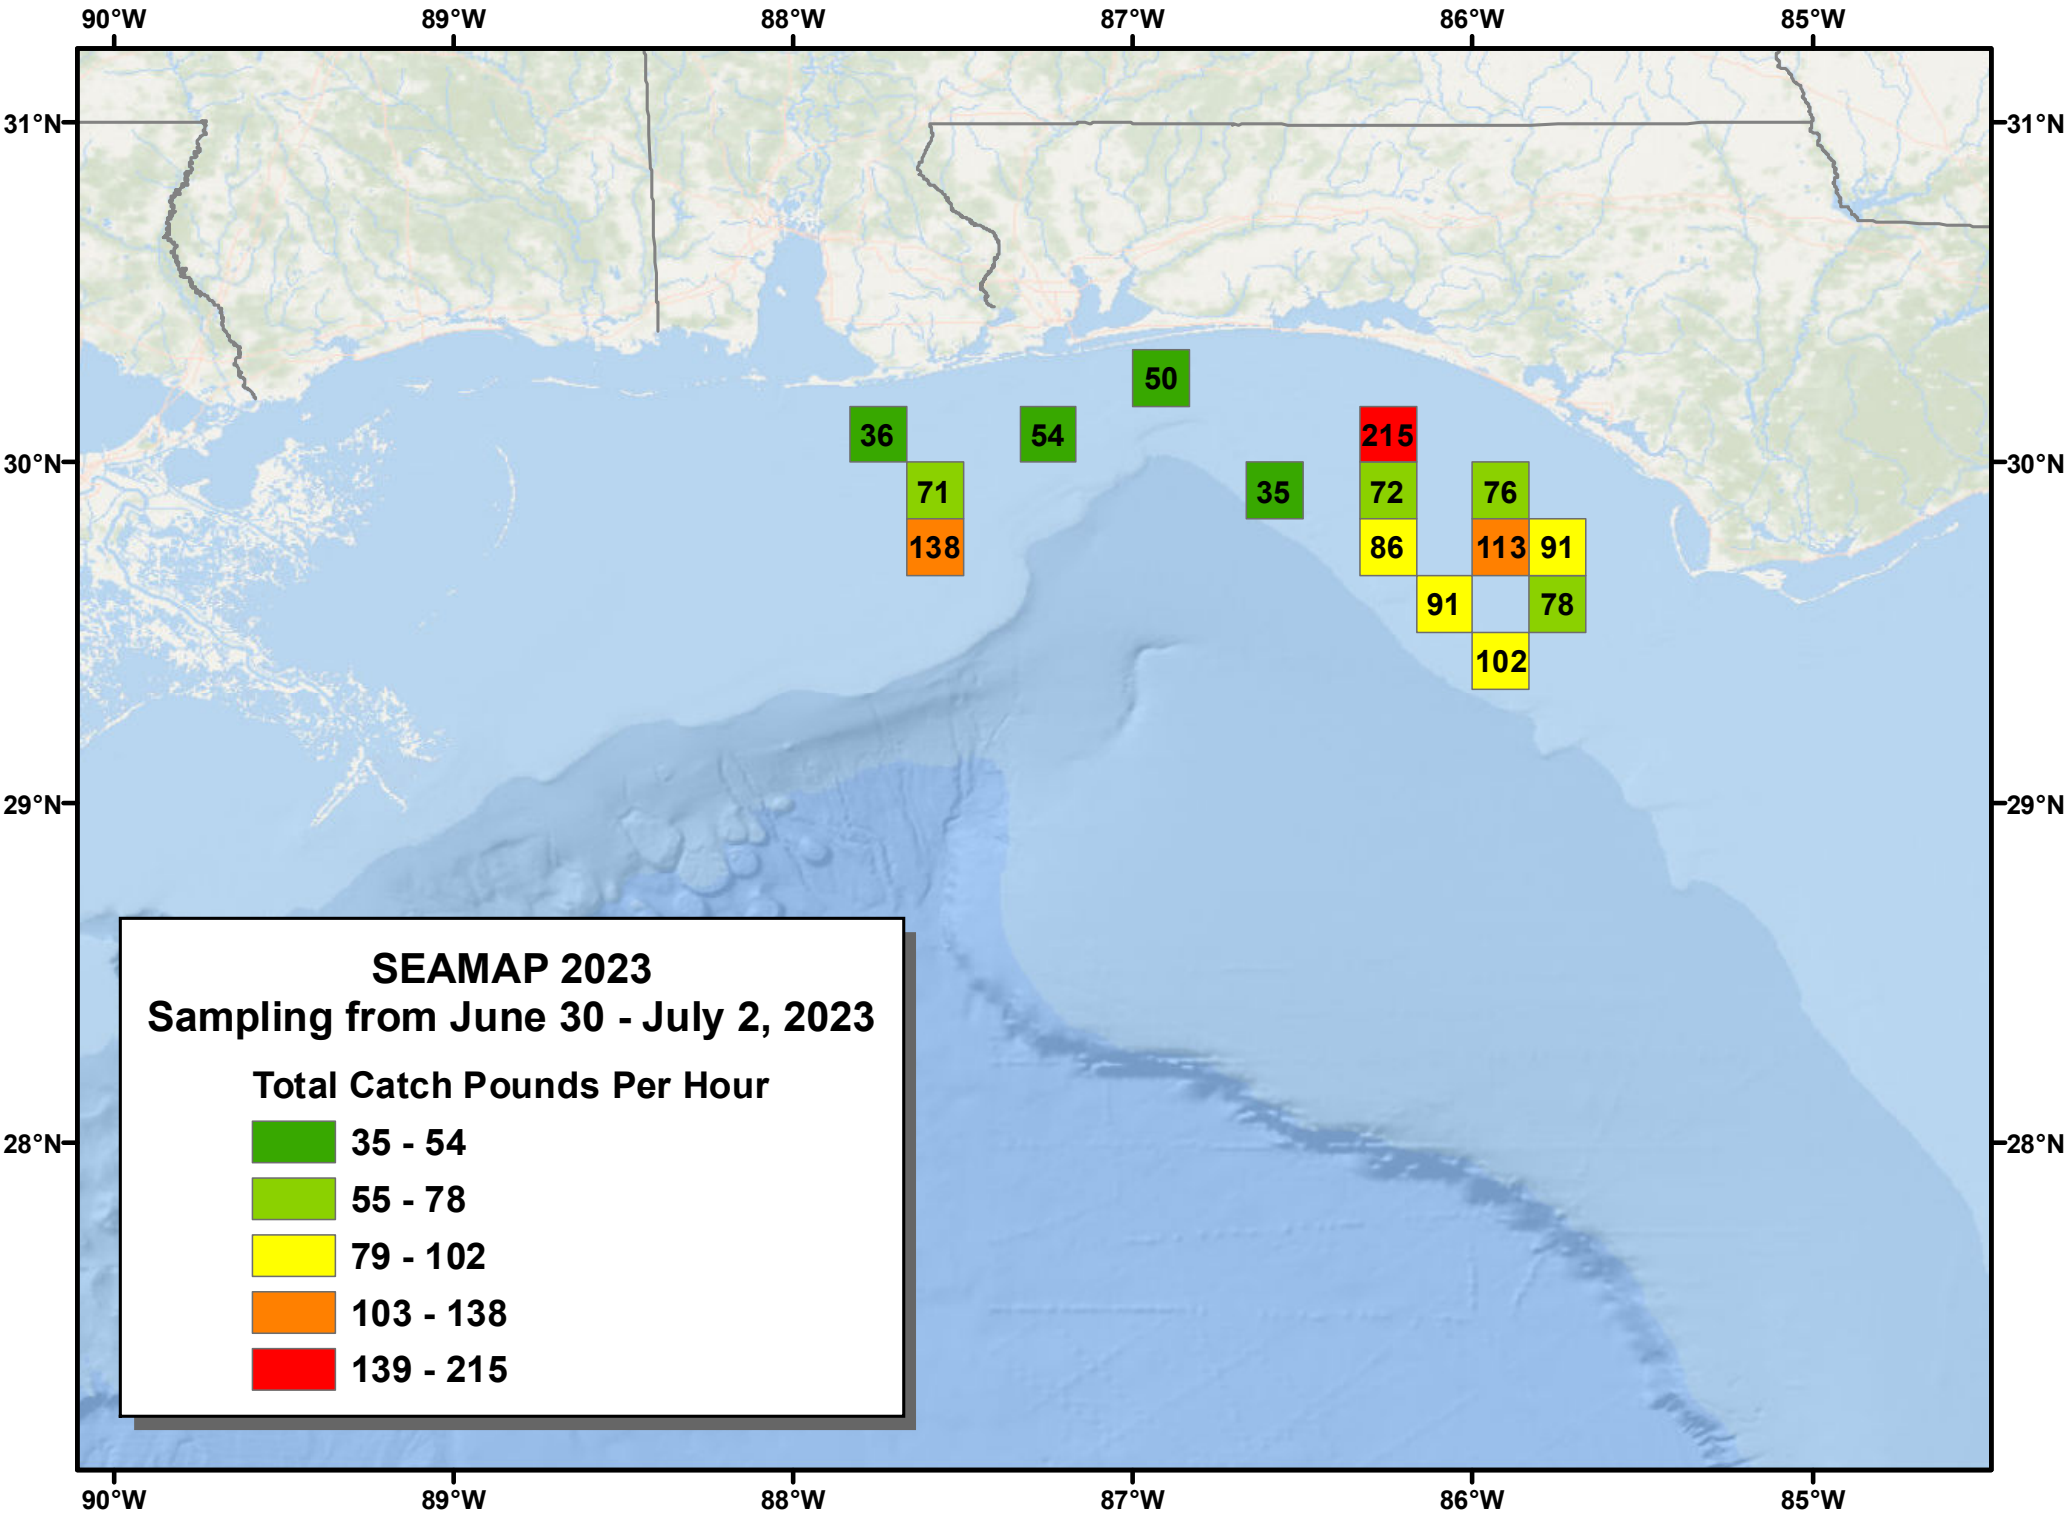 90°W 89°W 88°W 87°W 86°W 85°W
31°N 31°N
50
36 54 215
30°N 30°N
71 35 72 76
138 86 113 91
91 78
102
29°N 29°N
SEAMAP 2023
Sampling from June 30 - July 2, 2023
Total Catch Pounds Per Hour
35 - 54
28°N 28°N
55 - 78
79 - 102
103 - 138
139 - 215
90°W 89°W 88°W 87°W 86°W 85°W